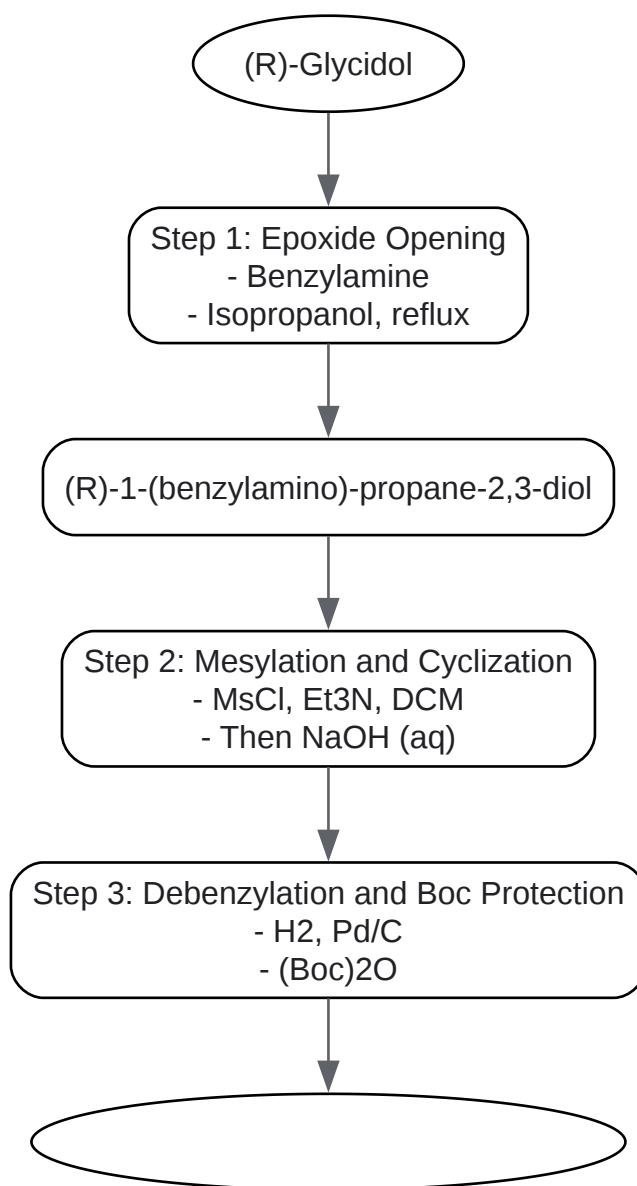 (R)-Glycidol
Step 1: Epoxide Opening
- Benzylamine
- Isopropanol, reflux
(R)-1-(benzylamino)-propane-2,3-diol
Step 2: Mesylation and Cyclization
- MsCl, Et3N, DCM
- Then NaOH (aq)
Step 3: Debenzylation and Boc Protection
- H2, Pd/C
- (Boc)2O